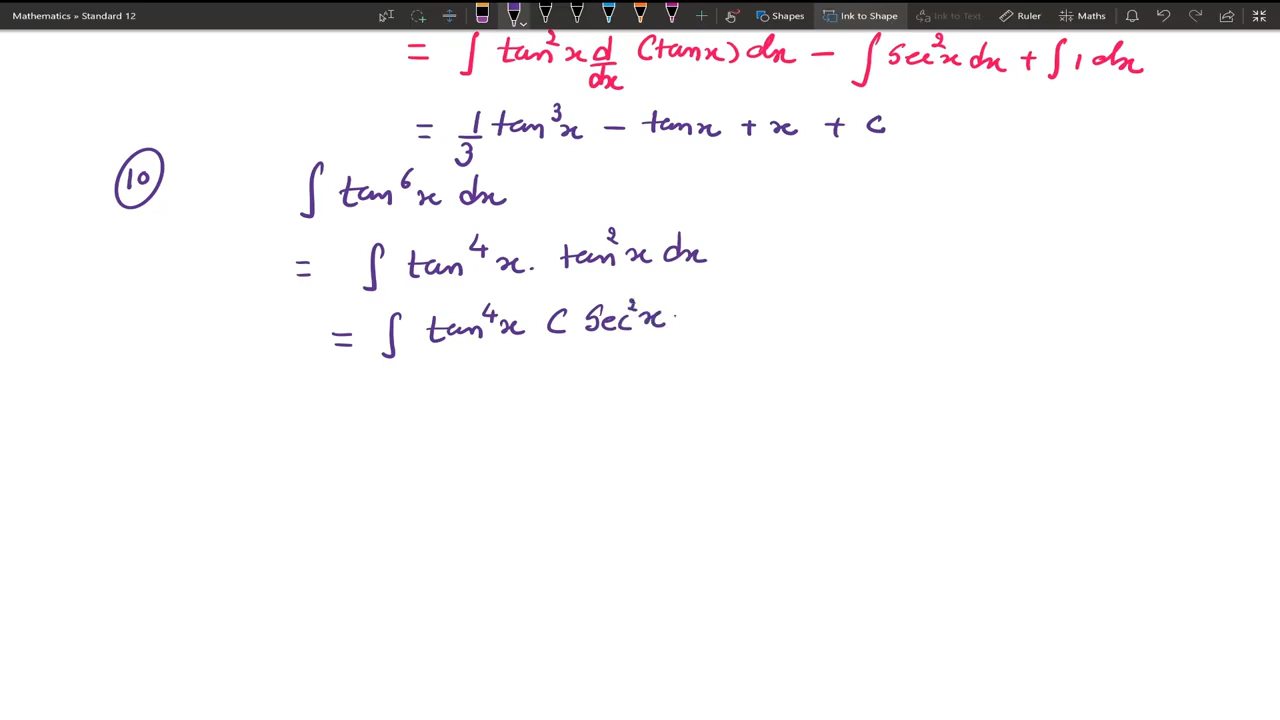 Mathematics » Standard 12
Shapes
Ink to Shape
Ink to Text
Ruler
Maths
= ∫ tan²x d/dx (tanx) dx − ∫ sec²x dx + ∫ 1 dx
= 1/3 tan³x − tanx + x + c
10 ∫ tan⁶x dx
= ∫ tan⁴x . tan²x dx
= ∫ tan⁴x ( sec²x